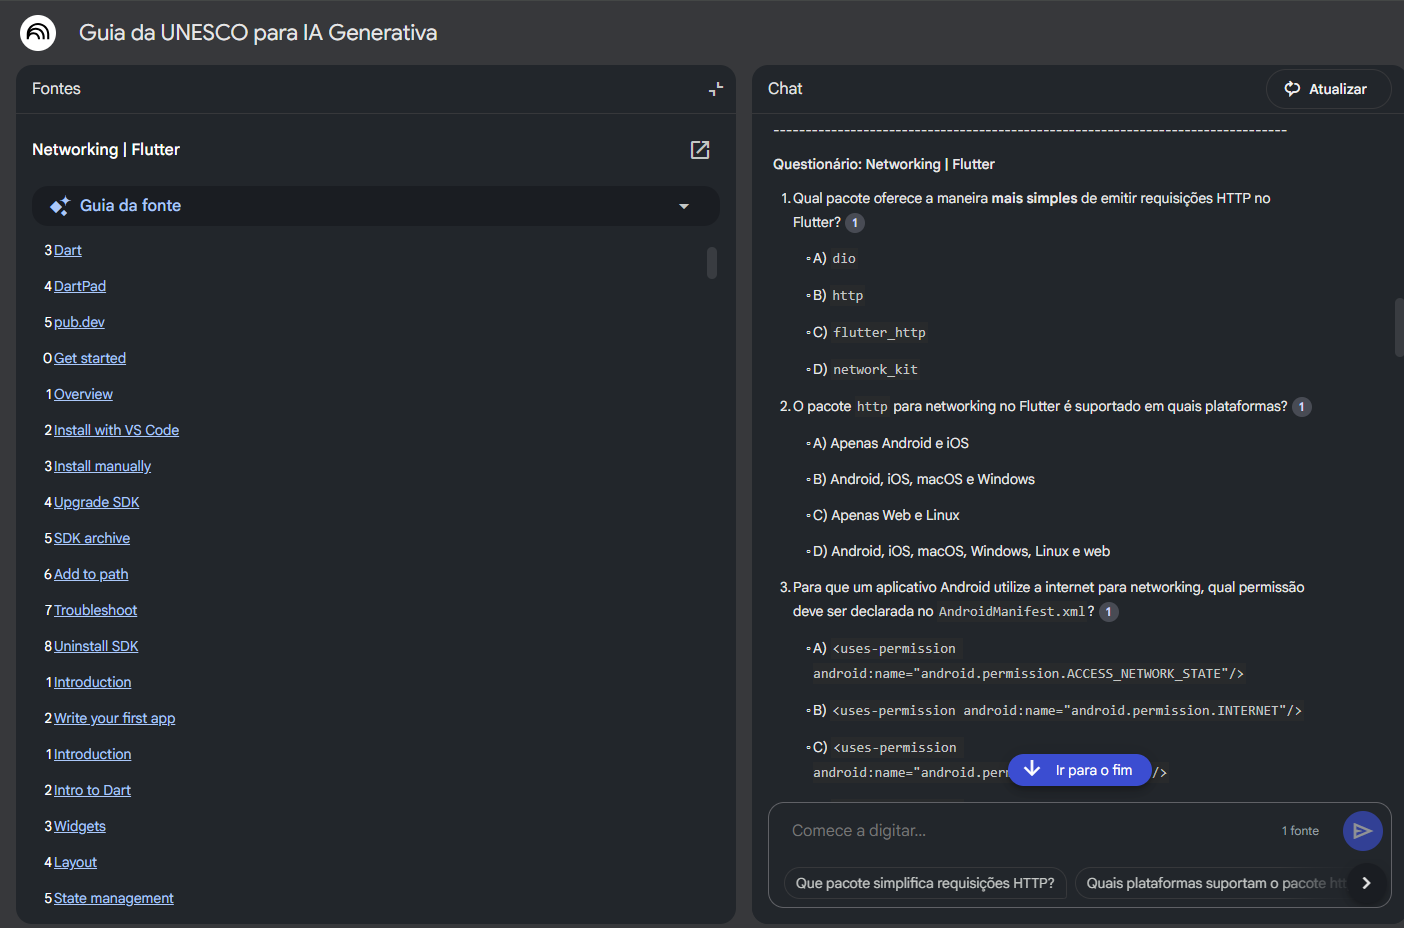 Guia da UNESCO para IA Generativa
Fontes
Networking | Flutter
Guia da fonte
3 Dart
4 DartPad
5 pub.dev
0 Get started
1 Overview
2 Install with VS Code
3 Install manually
4 Upgrade SDK
5 SDK archive
6 Add to path
7 Troubleshoot
8 Uninstall SDK
1 Introduction
2 Write your first app
1 Introduction
2 Intro to Dart
3 Widgets
4 Layout
5 State management
Chat
Atualizar
--------------------------------------------------------------------------------
Questionário: Networking | Flutter
1. Qual pacote oferece a maneira mais simples de emitir requisições HTTP no
Flutter? 1
A) dio
B) http
C) flutter_http
D) network_kit
2. O pacote http para networking no Flutter é suportado em quais plataformas? 1
A) Apenas Android e iOS
B) Android, iOS, macOS e Windows
C) Apenas Web e Linux
D) Android, iOS, macOS, Windows, Linux e web
3. Para que um aplicativo Android utilize a internet para networking, qual permissão
deve ser declarada no AndroidManifest.xml? 1
A) <uses-permission
android:name="android.permission.ACCESS_NETWORK_STATE"/>
B) <uses-permission android:name="android.permission.INTERNET"/>
C) <uses-permission
android:name="android.per />
Ir para o fim
Comece a digitar...
1 fonte
Que pacote simplifica requisições HTTP?
Quais plataformas suportam o pacote